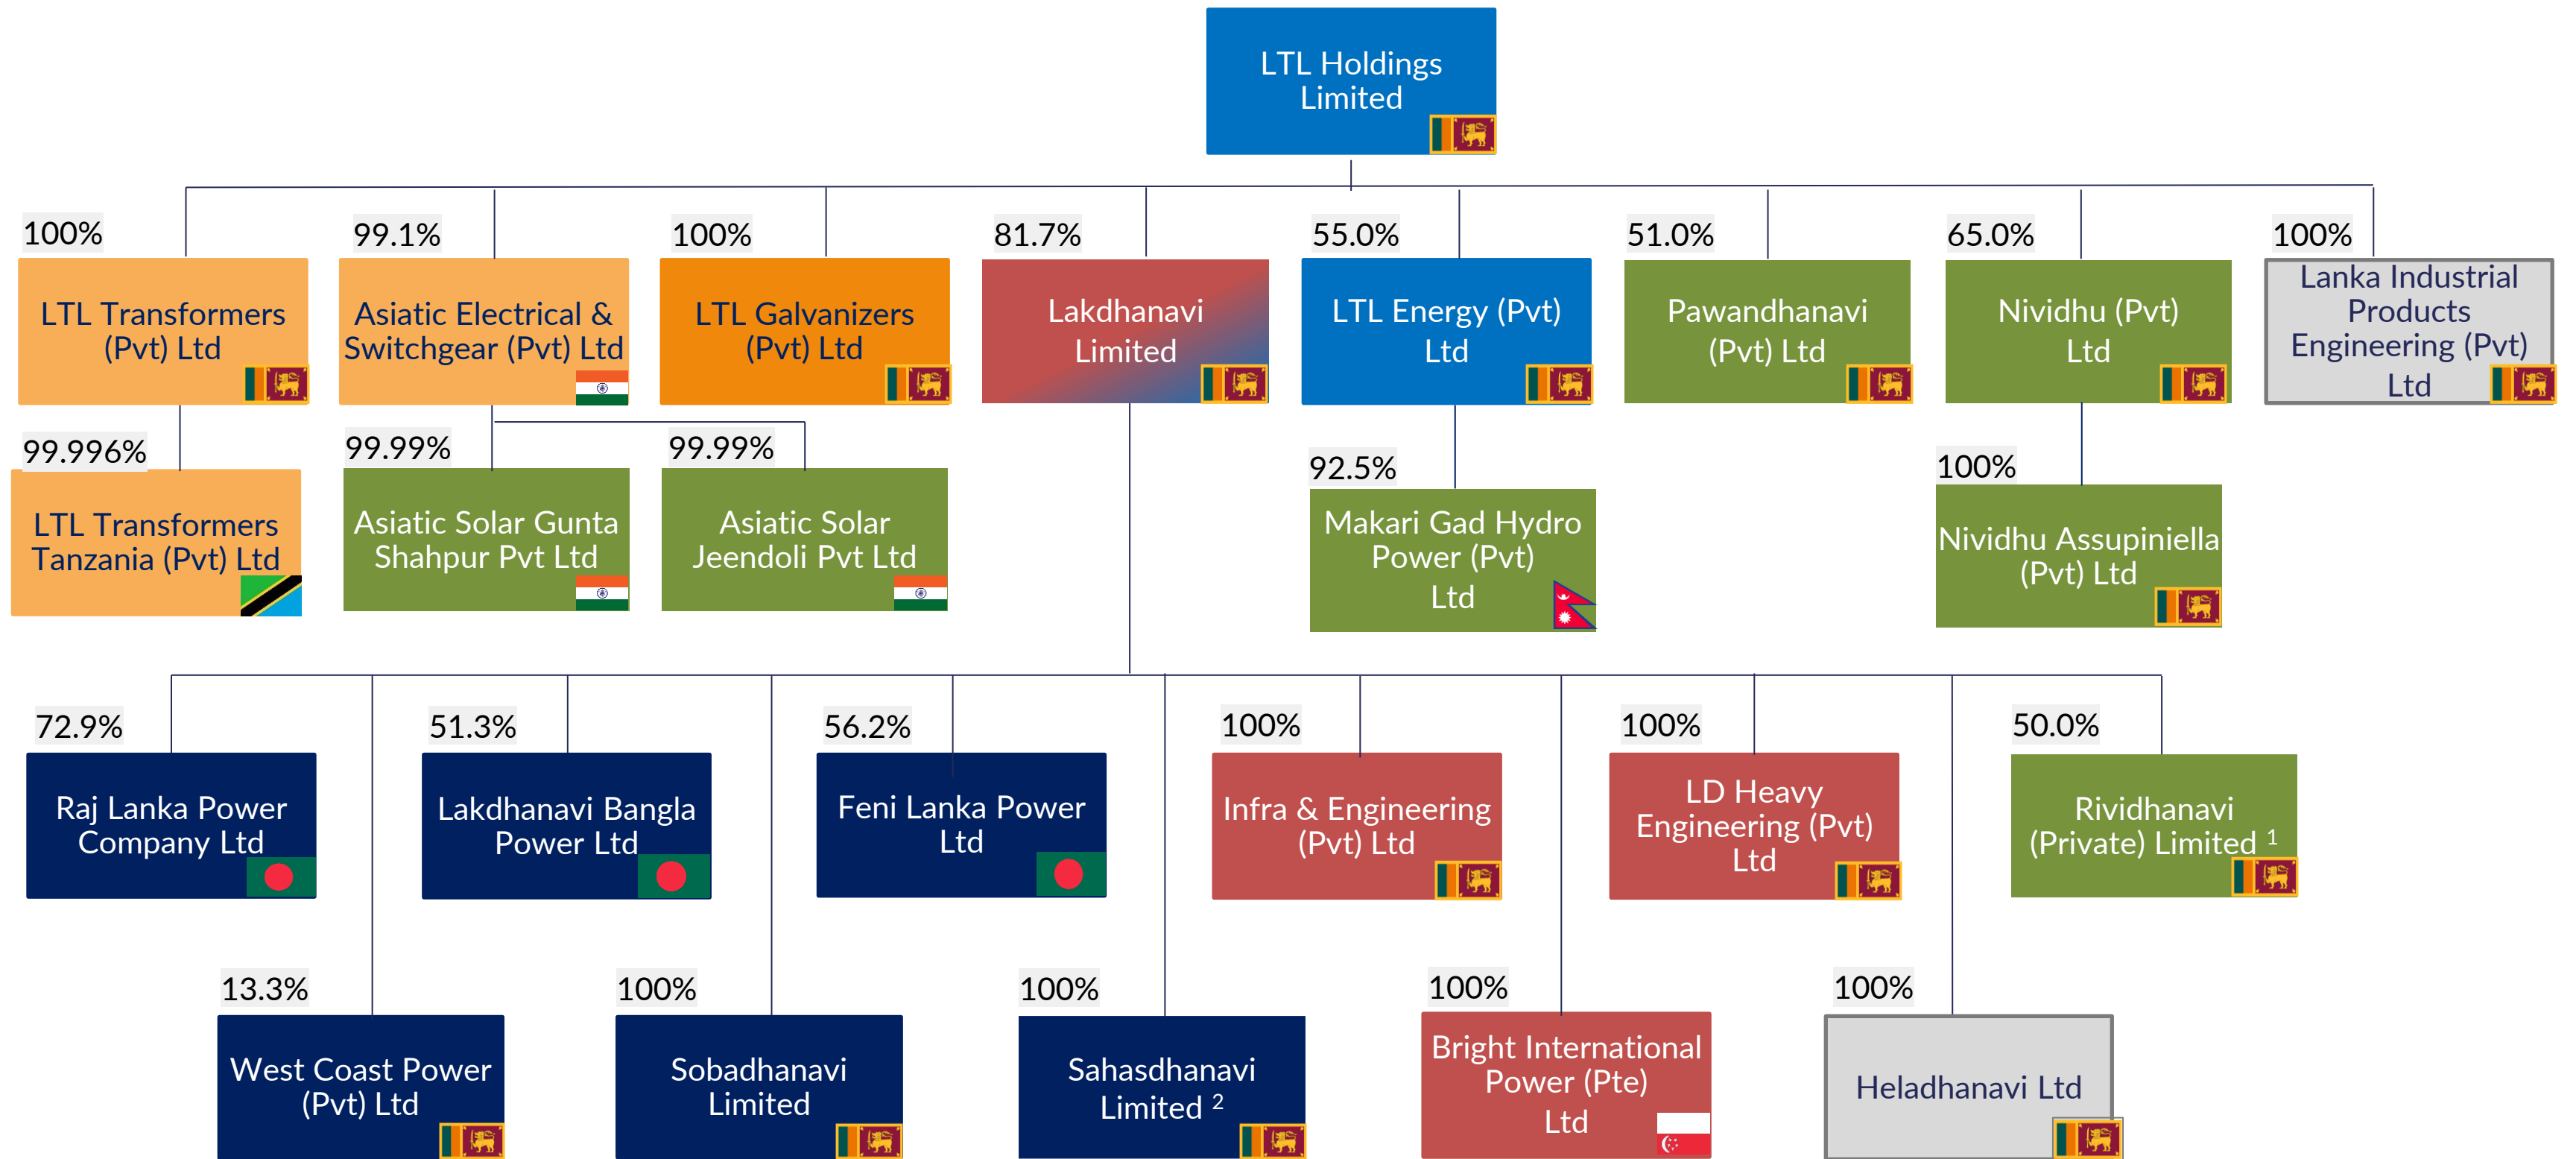 LTL Holdings
Limited
100%
99.1%
100%
81.7%
55.0%
51.0%
65.0%
100%
LTL Transformers
(Pvt) Ltd
Asiatic Electrical &
Switchgear (Pvt) Ltd
LTL Galvanizers
(Pvt) Ltd
Lakdhanavi
Limited
LTL Energy (Pvt)
Ltd
Pawandhanavi
(Pvt) Ltd
Nividhu (Pvt)
Ltd
Lanka Industrial
Products
Engineering (Pvt)
Ltd
99.996%
99.99%
99.99%
92.5%
100%
LTL Transformers
Tanzania (Pvt) Ltd
Asiatic Solar Gunta
Shahpur Pvt Ltd
Asiatic Solar
Jeendoli Pvt Ltd
Makari Gad Hydro
Power (Pvt)
Ltd
Nividhu Assupiniella
(Pvt) Ltd
72.9%
51.3%
56.2%
100%
100%
50.0%
Raj Lanka Power
Company Ltd
Lakdhanavi Bangla
Power Ltd
Feni Lanka Power
Ltd
Infra & Engineering
(Pvt) Ltd
LD Heavy
Engineering (Pvt)
Ltd
Rividhanavi
(Private) Limited 1
13.3%
100%
100%
100%
100%
West Coast Power
(Pvt) Ltd
Sobadhanavi
Limited
Sahasdhanavi
Limited 2
Bright International
Power (Pte)
Ltd
Heladhanavi Ltd